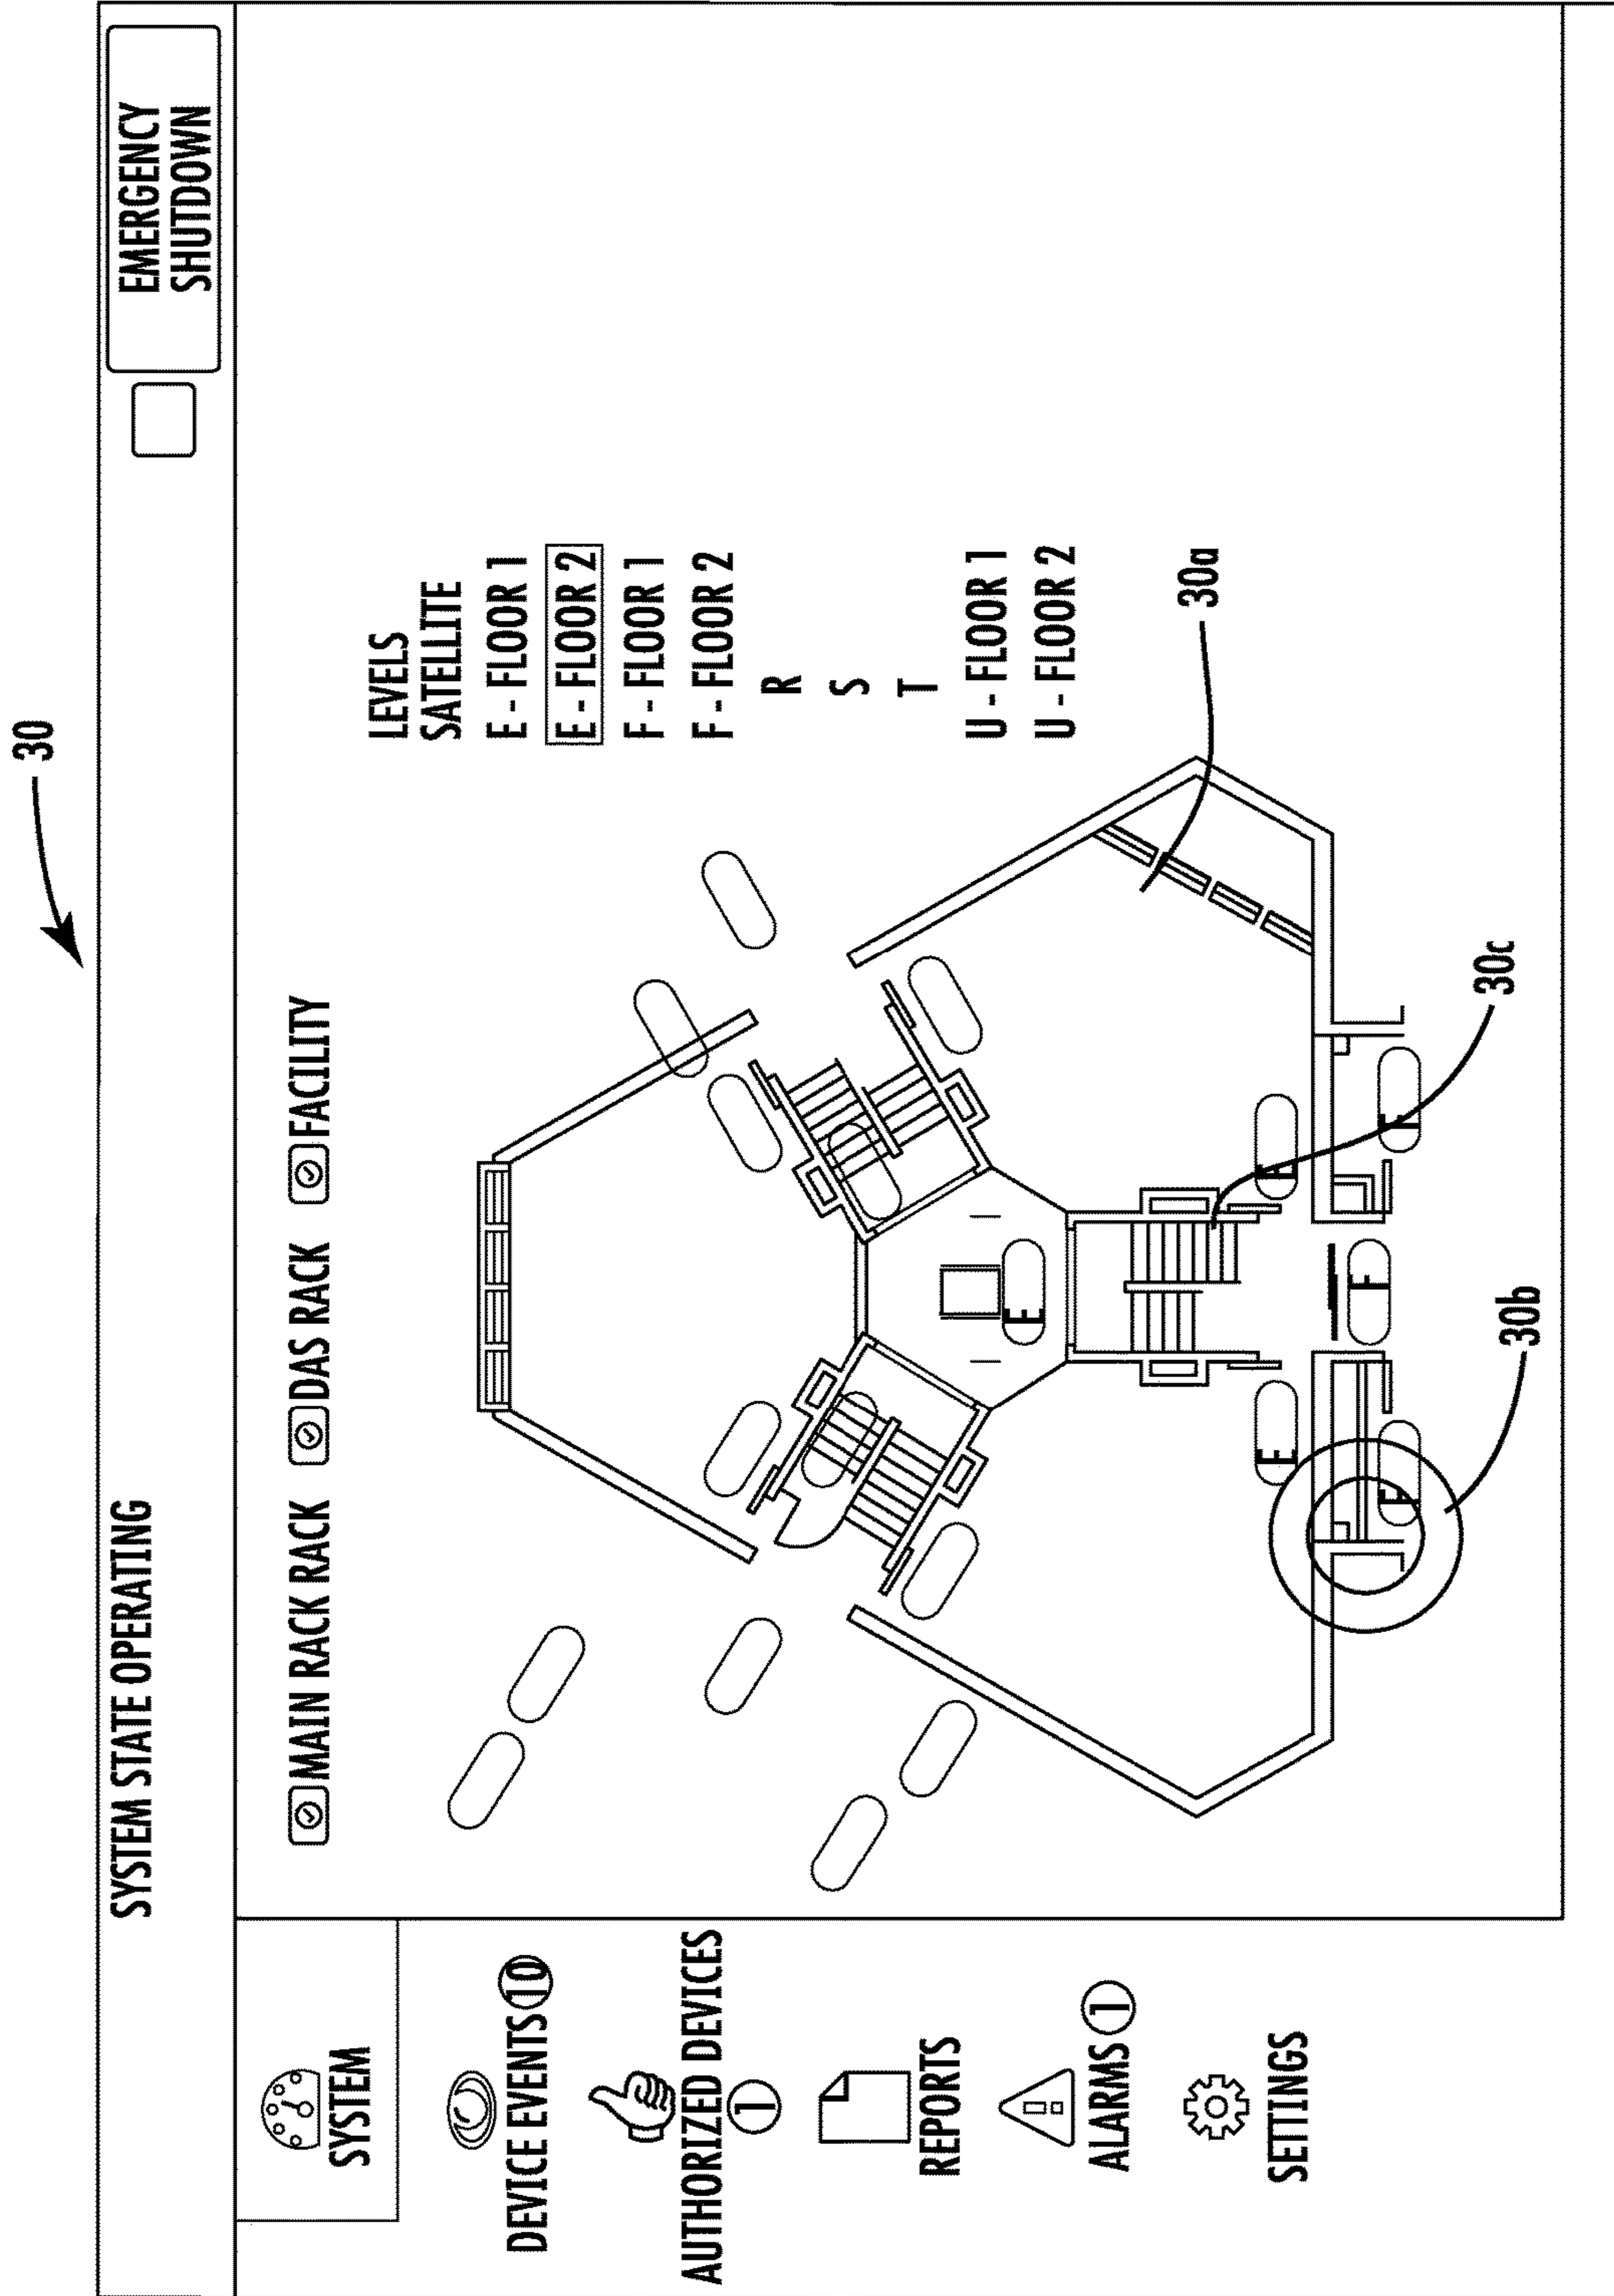 30
SYSTEM STATE OPERATING
EMERGENCY
SHUTDOWN
SYSTEM
DEVICE EVENTS 10
AUTHORIZED DEVICES
1
REPORTS
ALARMS 1
SETTINGS
MAIN RACK RACK
DAS RACK
FACILITY
LEVELS
SATELLITE
E - FLOOR 1
E - FLOOR 2
F - FLOOR 1
F - FLOOR 2
R
S
T
U - FLOOR 1
U - FLOOR 2
30a
30c
30b
E
E
F